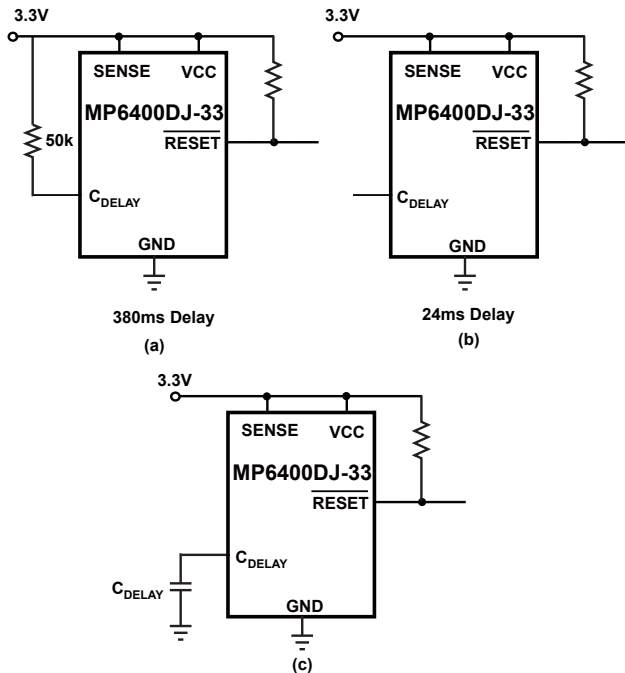 3.3V
SENSE VCC
MP6400DJ-33
RESET
50k
CDELAY
GND
380ms Delay
(a)
3.3V
SENSE VCC
MP6400DJ-33
RESET
CDELAY
GND
24ms Delay
(b)
3.3V
SENSE VCC
MP6400DJ-33
RESET
CDELAY
CDELAY
GND
(c)